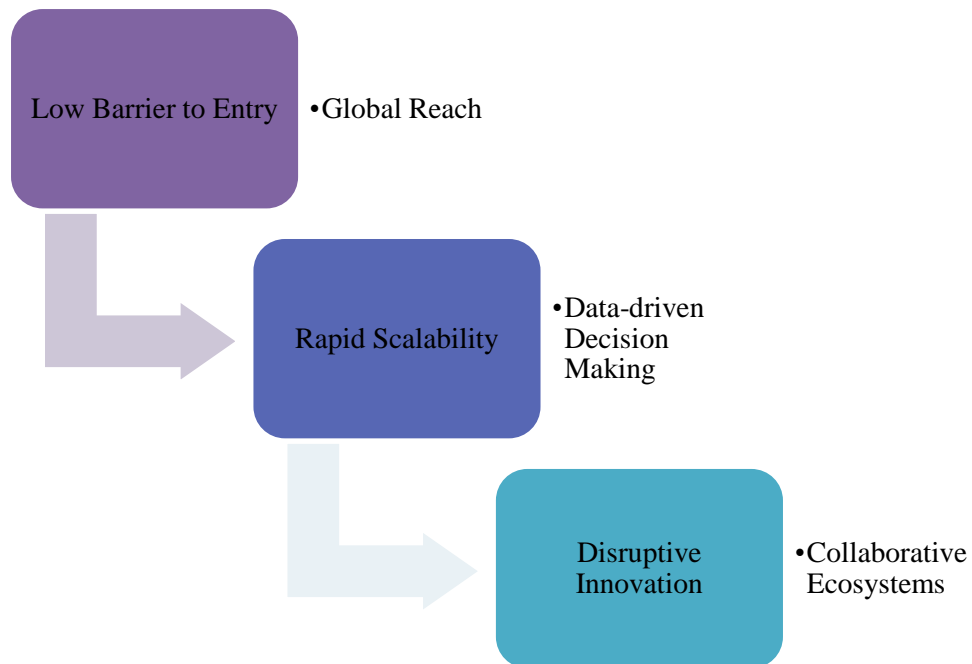 Low Barrier to Entry
•Global Reach
Rapid Scalability
•Data-driven
Decision
Making
Disruptive
Innovation
•Collaborative
Ecosystems